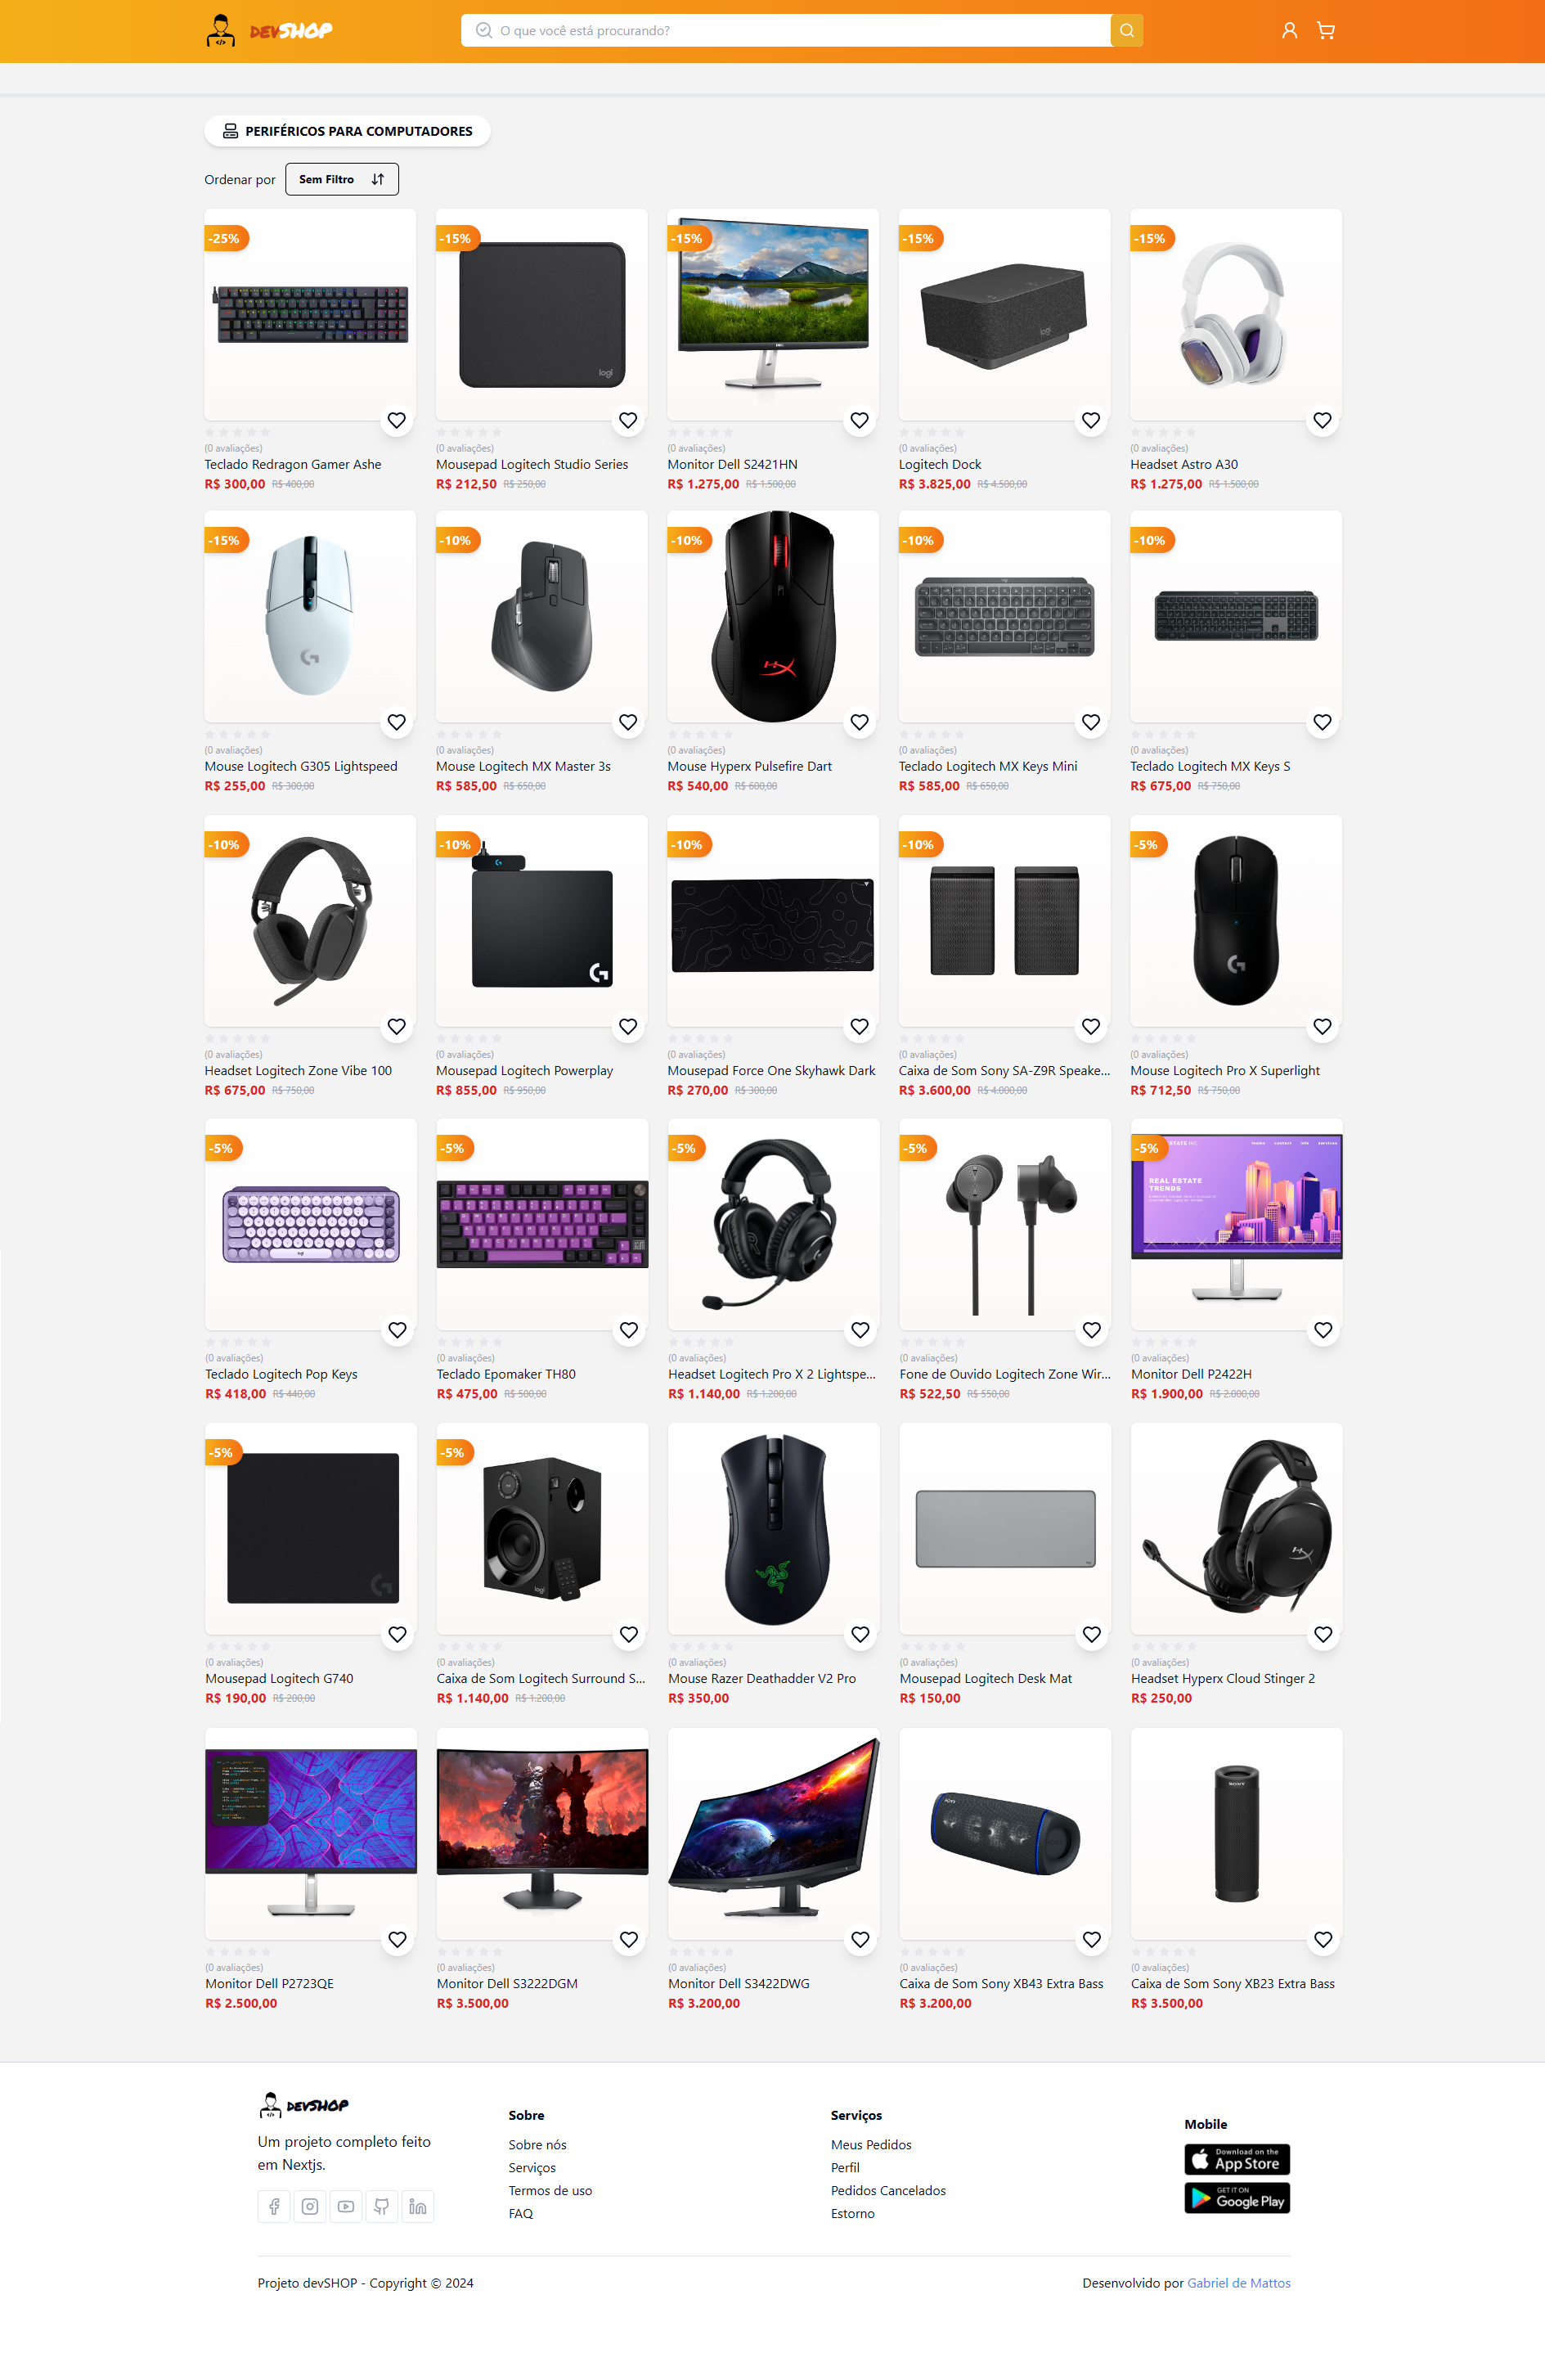 devSHOP
O que você está procurando?
PERIFÉRICOS PARA COMPUTADORES
Ordenar por
Sem Filtro
-25%
-15%
-15%
-15%
-15%
logi
DELL
logi
(0 avaliações)
(0 avaliações)
(0 avaliações)
(0 avaliações)
(0 avaliações)
Teclado Redragon Gamer Ashe
Mousepad Logitech Studio Series
Monitor Dell S2421HN
Logitech Dock
Headset Astro A30
R$ 300,00 R$ 400,00
R$ 212,50 R$ 250,00
R$ 1.275,00 R$ 1.500,00
R$ 3.825,00 R$ 4.500,00
R$ 1.275,00 R$ 1.500,00
-15%
-10%
-10%
-10%
-10%
(0 avaliações)
(0 avaliações)
(0 avaliações)
(0 avaliações)
(0 avaliações)
Mouse Logitech G305 Lightspeed
Mouse Logitech MX Master 3s
Mouse Hyperx Pulsefire Dart
Teclado Logitech MX Keys Mini
Teclado Logitech MX Keys S
R$ 255,00 R$ 300,00
R$ 585,00 R$ 650,00
R$ 540,00 R$ 600,00
R$ 585,00 R$ 650,00
R$ 675,00 R$ 750,00
-10%
-10%
-10%
-10%
-5%
(0 avaliações)
(0 avaliações)
(0 avaliações)
(0 avaliações)
(0 avaliações)
Headset Logitech Zone Vibe 100
Mousepad Logitech Powerplay
Mousepad Force One Skyhawk Dark
Caixa de Som Sony SA-Z9R Speake...
Mouse Logitech Pro X Superlight
R$ 675,00 R$ 750,00
R$ 855,00 R$ 950,00
R$ 270,00 R$ 300,00
R$ 3.600,00 R$ 4.000,00
R$ 712,50 R$ 750,00
-5%
-5%
-5%
-5%
-5%
REAL ESTATE
TRENDS
(0 avaliações)
(0 avaliações)
(0 avaliações)
(0 avaliações)
(0 avaliações)
Teclado Logitech Pop Keys
Teclado Epomaker TH80
Headset Logitech Pro X 2 Lightspe...
Fone de Ouvido Logitech Zone Wir...
Monitor Dell P2422H
R$ 418,00 R$ 440,00
R$ 475,00 R$ 500,00
R$ 1.140,00 R$ 1.200,00
R$ 522,50 R$ 550,00
R$ 1.900,00 R$ 2.000,00
-5%
-5%
logi
(0 avaliações)
(0 avaliações)
(0 avaliações)
(0 avaliações)
(0 avaliações)
Mousepad Logitech G740
Caixa de Som Logitech Surround S...
Mouse Razer Deathadder V2 Pro
Mousepad Logitech Desk Mat
Headset Hyperx Cloud Stinger 2
R$ 190,00 R$ 200,00
R$ 1.140,00 R$ 1.200,00
R$ 350,00
R$ 150,00
R$ 250,00
SONY
SONY
(0 avaliações)
(0 avaliações)
(0 avaliações)
(0 avaliações)
(0 avaliações)
Monitor Dell P2723QE
Monitor Dell S3222DGM
Monitor Dell S3422DWG
Caixa de Som Sony XB43 Extra Bass
Caixa de Som Sony XB23 Extra Bass
R$ 2.500,00
R$ 3.500,00
R$ 3.200,00
R$ 3.200,00
R$ 3.500,00
devSHOP
Um projeto completo feito
em Nextjs.
Sobre
Sobre nós
Serviços
Termos de uso
FAQ
Serviços
Meus Pedidos
Perfil
Pedidos Cancelados
Estorno
Mobile
Download on the
App Store
GET IT ON
Google Play
Projeto devSHOP - Copyright © 2024
Desenvolvido por Gabriel de Mattos